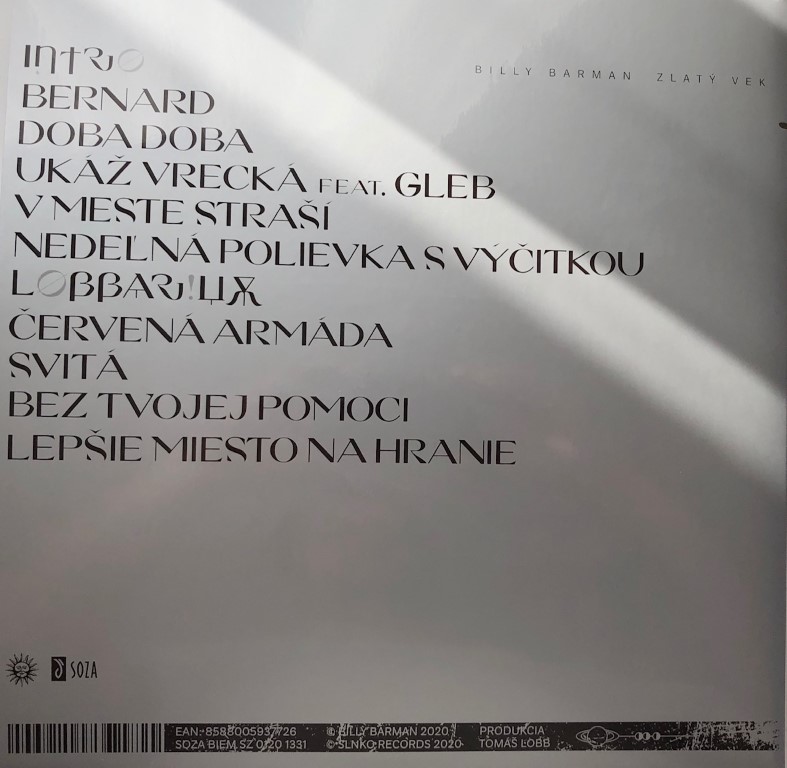 INTRO
BILLY BARMAN ZLATÝ VEK
BERNARD
DOBA DOBA
UKÁŽ VRECKÁ FEAT. GLEB
V MESTE STRAŠÍ
NEDEĽNÁ POLIEVKA S VÝČITKOU
ČERVENÁ ARMÁDA
SVITÁ
BEZ TVOJEJ POMOCI
LEPŠIE MIESTO NA HRANIE
SOZA
EAN: 8588005937726 © BILLY BARMAN 2020 PRODUKCIA
SOZA BIEM SZ 0120 1331 © SLNKO RECORDS 2020 TOMÁŠ LOBB